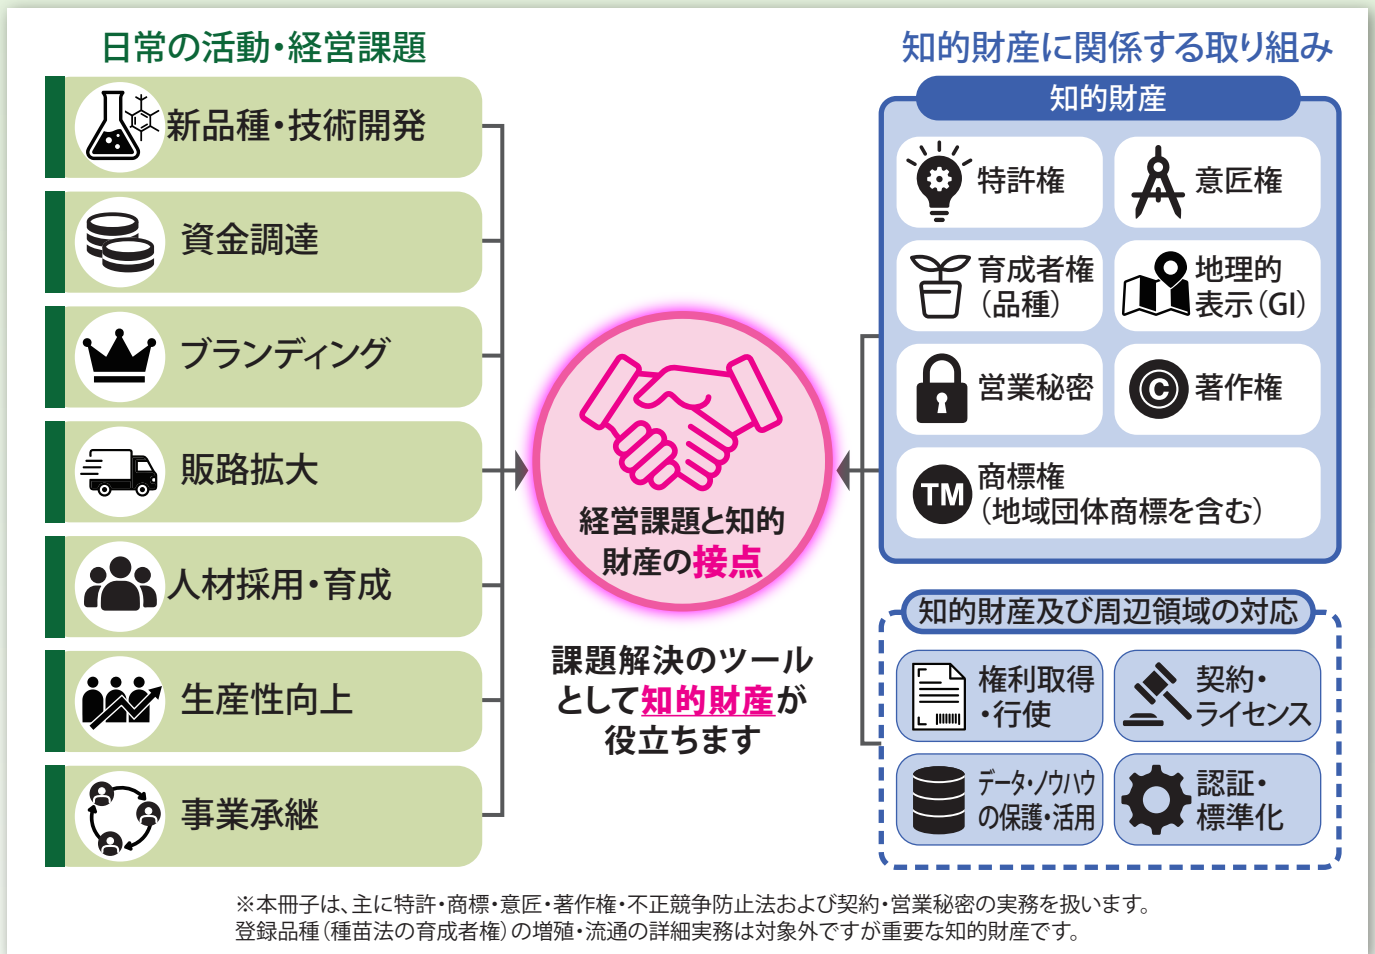 日常の活動・経営課題
新品種・技術開発
資金調達
ブランディング
販路拡大
人材採用・育成
生産性向上
事業承継
経営課題と知的
財産の接点
課題解決のツール
として知的財産が
役立ちます
知的財産に関係する取り組み
知的財産
特許権
意匠権
育成者権
（品種）
地理的
表示（GI）
営業秘密
C
著作権
TM
商標権
（地域団体商標を含む）
知的財産及び周辺領域の対応
権利取得
・行使
契約・
ライセンス
データ・ノウハウ
の保護・活用
認証・
標準化
※本冊子は、主に特許・商標・意匠・著作権・不正競争防止法および契約・営業秘密の実務を扱います。
登録品種（種苗法の育成者権）の増殖・流通の詳細実務は対象外ですが重要な知的財産です。